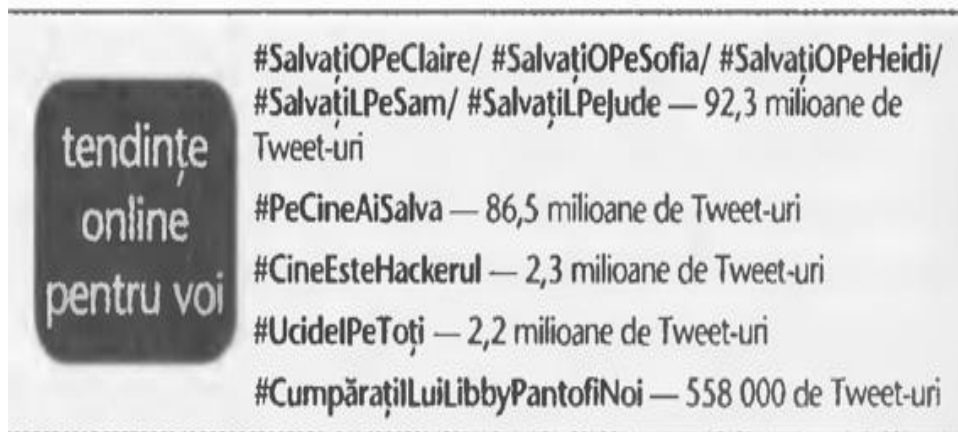 tendințe
online
pentru voi
#SalvațiOPeClaire/ #SalvațiOPeSofia/ #SalvațiOPeHeidi/
#SalvațiLPeSam/ #SalvațiLPeJude — 92,3 milioane de
Tweet-uri
#PeCineAiSalva — 86,5 milioane de Tweet-uri
#CineEsteHackerul — 2,3 milioane de Tweet-uri
#UcideIPeToți — 2,2 milioane de Tweet-uri
#CumpărațiILuiLibbyPantofiNoi — 558 000 de Tweet-uri